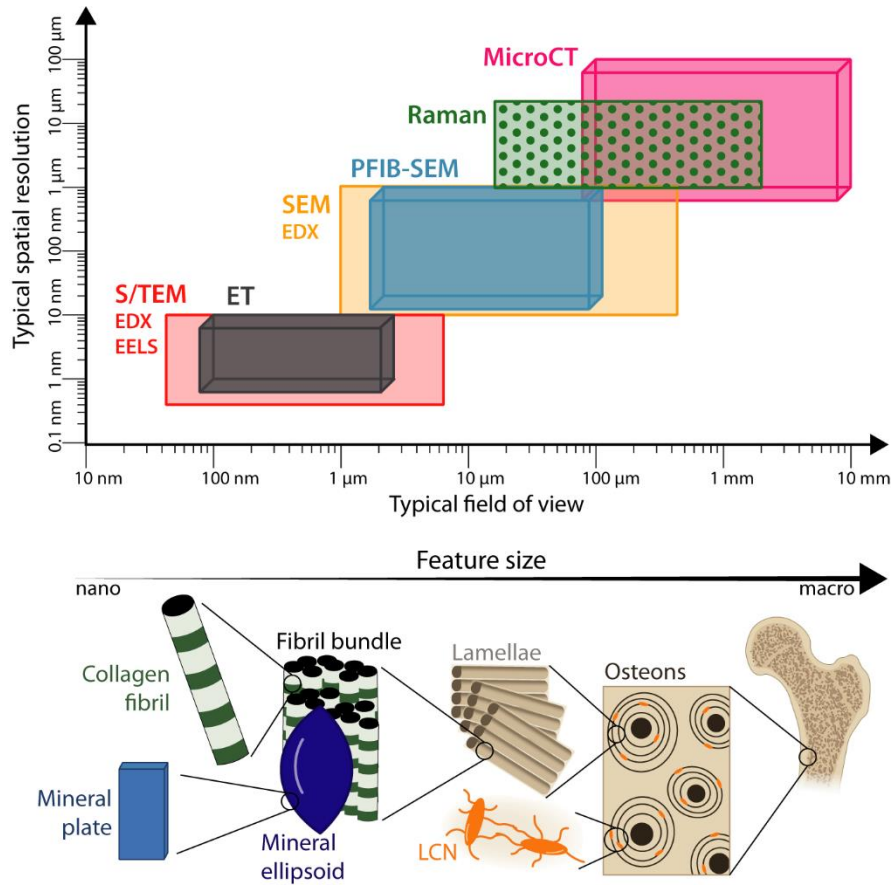 Typical spatial resolution
100 µm
10 µm
1 µm
100 nm
10 nm
1 nm
0.1 nm
MicroCT
Raman
PFIB-SEM
SEM
EDX
S/TEM
EDX
EELS
ET
10 nm
100 nm
1 µm
10 µm
100 µm
1 mm
10 mm
Typical field of view
Feature size
nano
macro
Collagen
fibril
Fibril bundle
Lamellae
Osteons
Mineral
plate
Mineral
ellipsoid
LCN